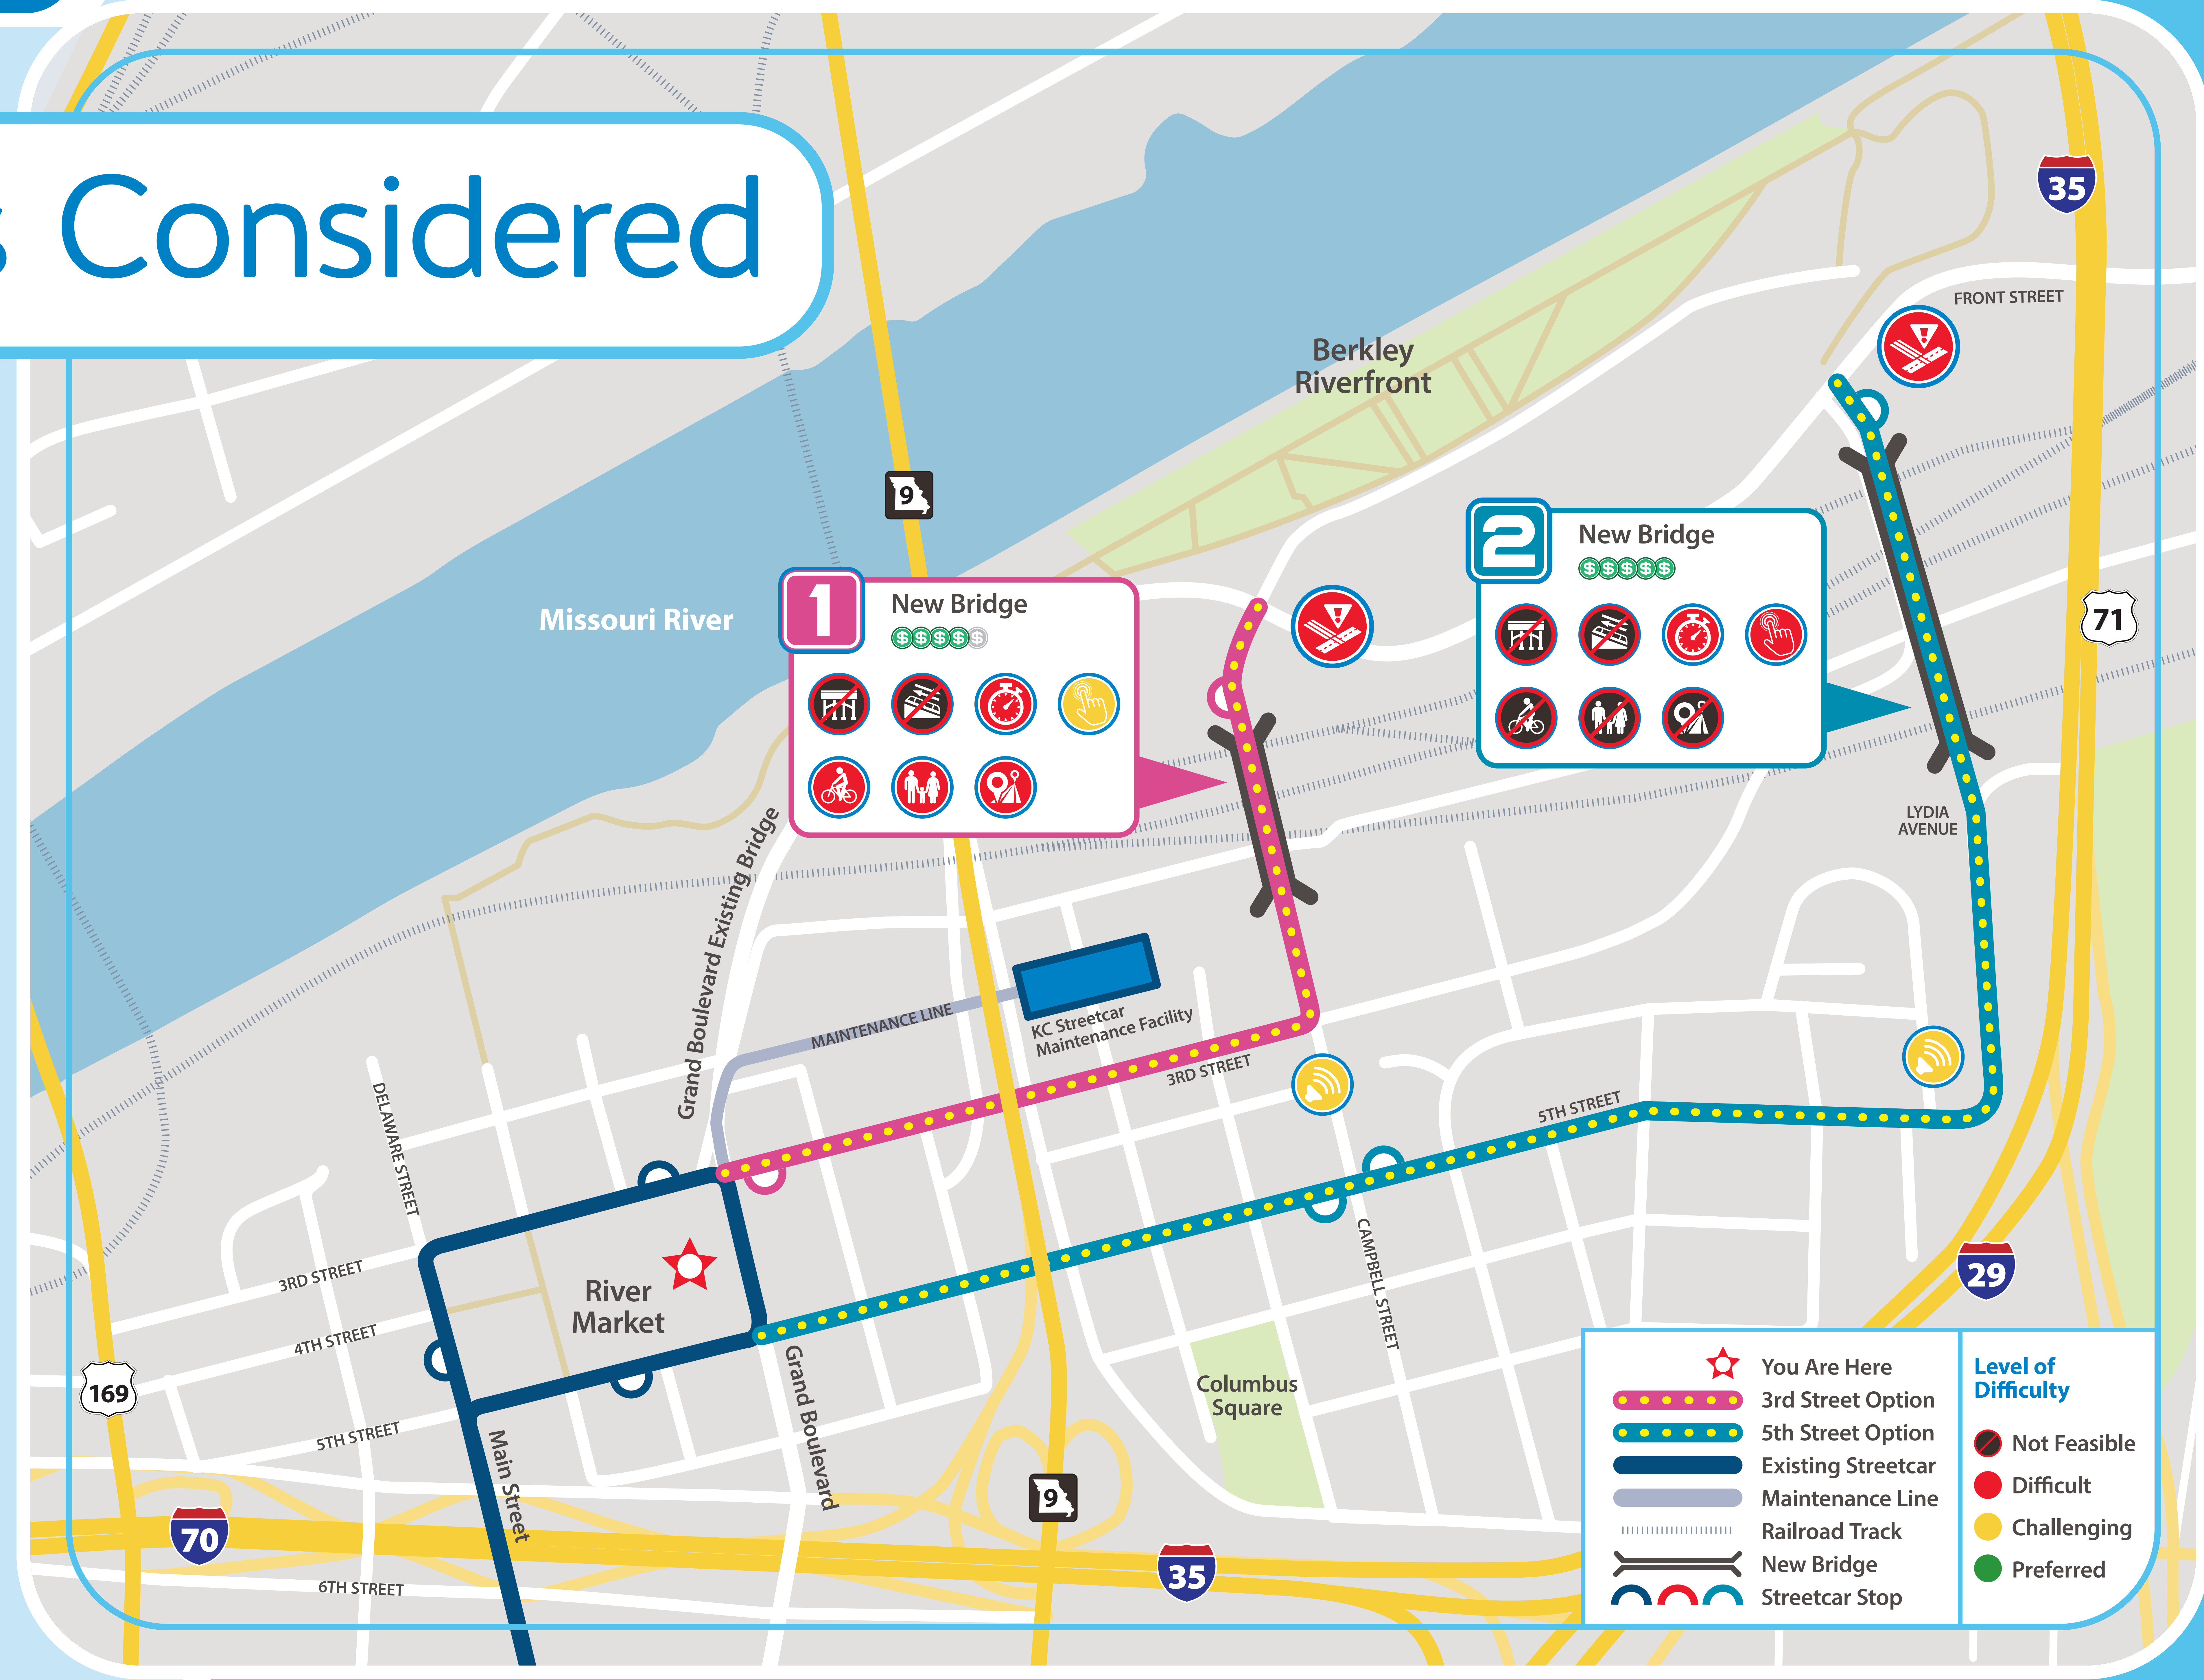 s Considered
35
FRONT STREET
Berkley
Riverfront
9
2
New Bridge
$$$$$
1
New Bridge
$$$$$
Missouri River
71
LYDIA
AVENUE
Grand Boulevard Existing Bridge
MAINTENANCE LINE
KC Streetcar
Maintenance Facility
3RD STREET
5TH STREET
DELAWARE STREET
CAMPBELL STREET
3RD STREET
River
Market
4TH STREET
29
169
5TH STREET
Main Street
Grand Boulevard
Columbus
Square
9
70
35
6TH STREET
You Are Here
3rd Street Option
5th Street Option
Existing Streetcar
Maintenance Line
Railroad Track
New Bridge
Streetcar Stop
Level of
Difficulty
Not Feasible
Difficult
Challenging
Preferred